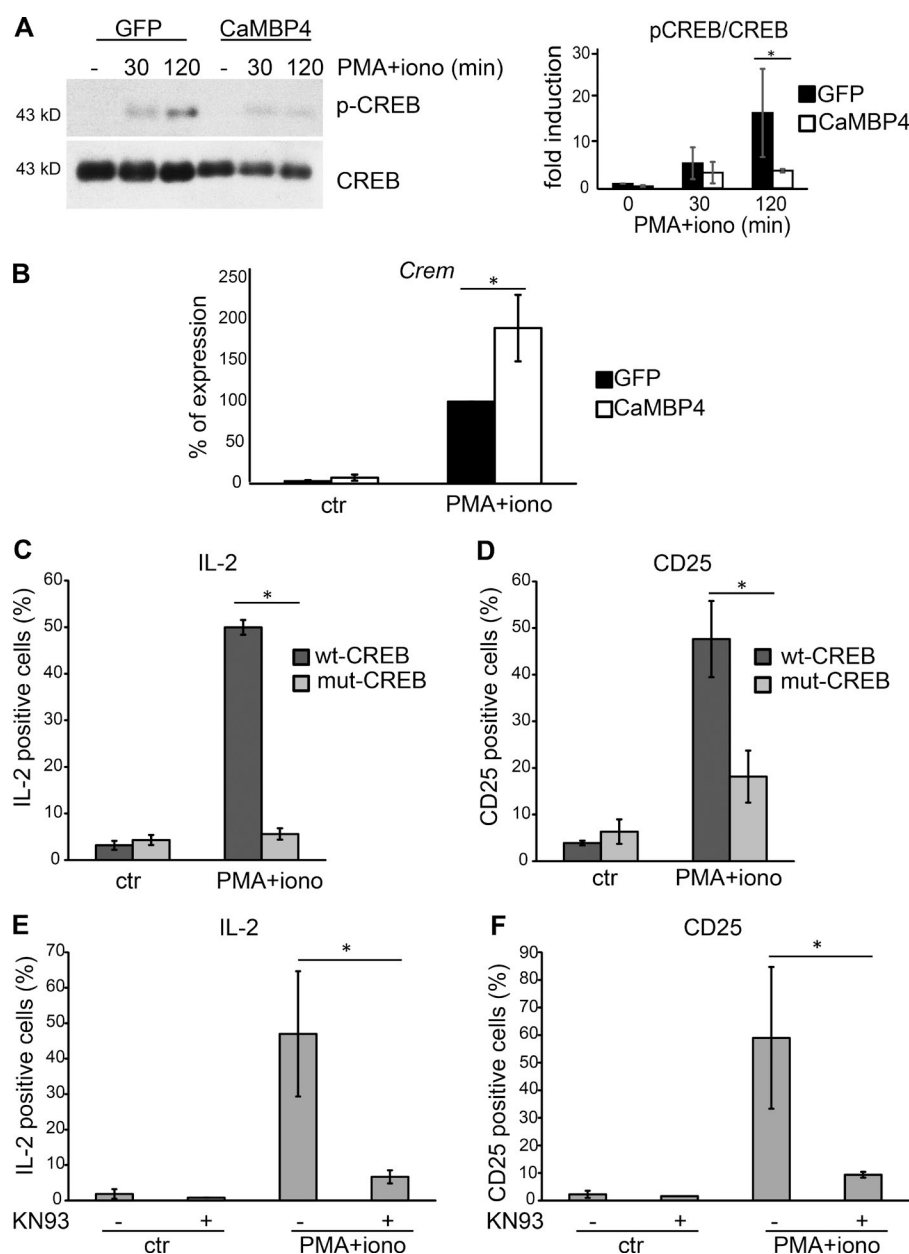 A
GFP CaMBP4
- 30 120 - 30 120 PMA+iono (min)
43 kD p-CREB
43 kD CREB
pCREB/CREB
fold induction
30
20
10
0
*
GFP
CaMBP4
0 30 120
PMA+iono (min)
B
Crem
% of expression
250
200
150
100
50
0
*
GFP
CaMBP4
ctr PMA+iono
C
IL-2
IL-2 positive cells (%)
60
50
40
30
20
10
0
*
wt-CREB
mut-CREB
ctr PMA+iono
D
CD25
CD25 positive cells (%)
60
50
40
30
20
10
0
*
wt-CREB
mut-CREB
ctr PMA+iono
E
IL-2
IL-2 positive cells (%)
70
60
50
40
30
20
10
0
*
KN93 - + - +
ctr PMA+iono
F
CD25
CD25 positive cells (%)
90
80
70
60
50
40
30
20
10
0
*
KN93 - + - +
ctr PMA+iono